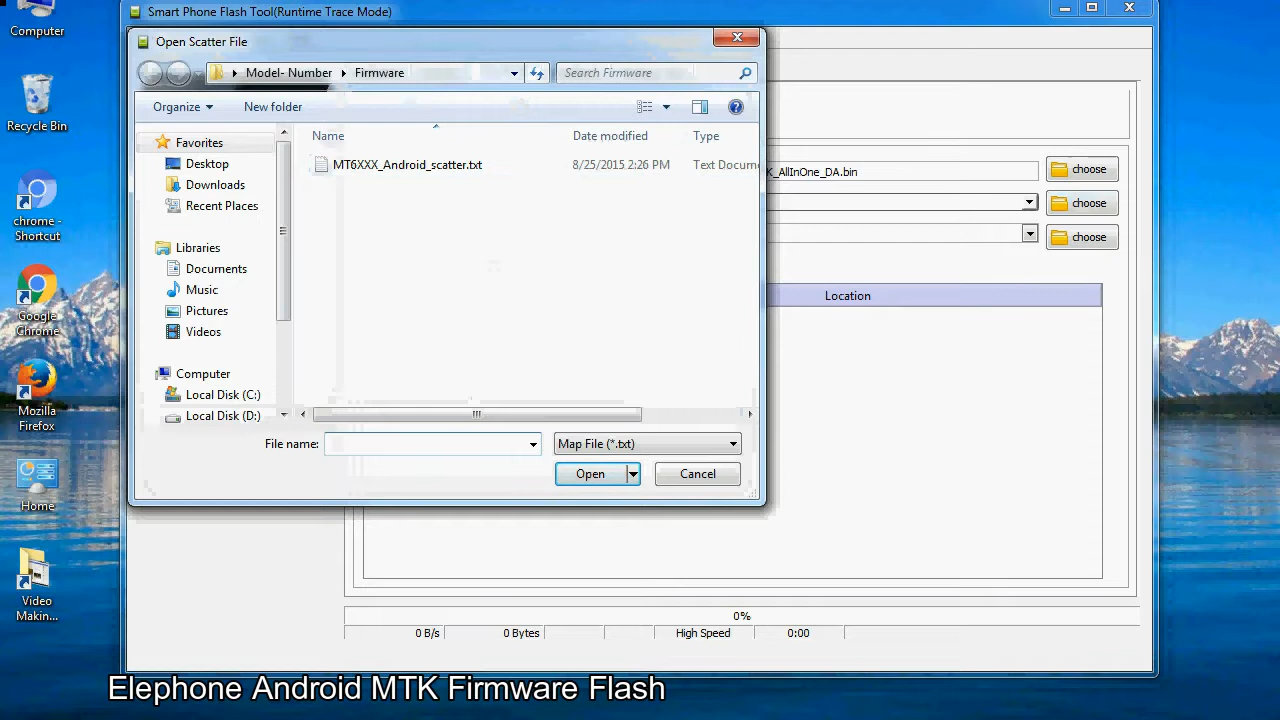 Computer
Recycle Bin
chrome -
Shortcut
Google
Chrome
Mozilla
Firefox
Home
Video
Makin...
Smart Phone Flash Tool(Runtime Trace Mode)
Open Scatter File
Model- Number
Firmware
Search Firmware
Organize
New folder
Name
Date modified
Type
MT6XXX_Android_scatter.txt
8/25/2015 2:26 PM
Text Docum
Favorites
Desktop
Downloads
Recent Places
Libraries
Documents
Music
Pictures
Videos
Computer
Local Disk (C:)
Local Disk (D:)
File name:
Map File (*.txt)
Open
Cancel
K_AllInOne_DA.bin
choose
choose
choose
Location
0%
0 B/s
0 Bytes
High Speed
0:00
Elephone Android MTK Firmware Flash